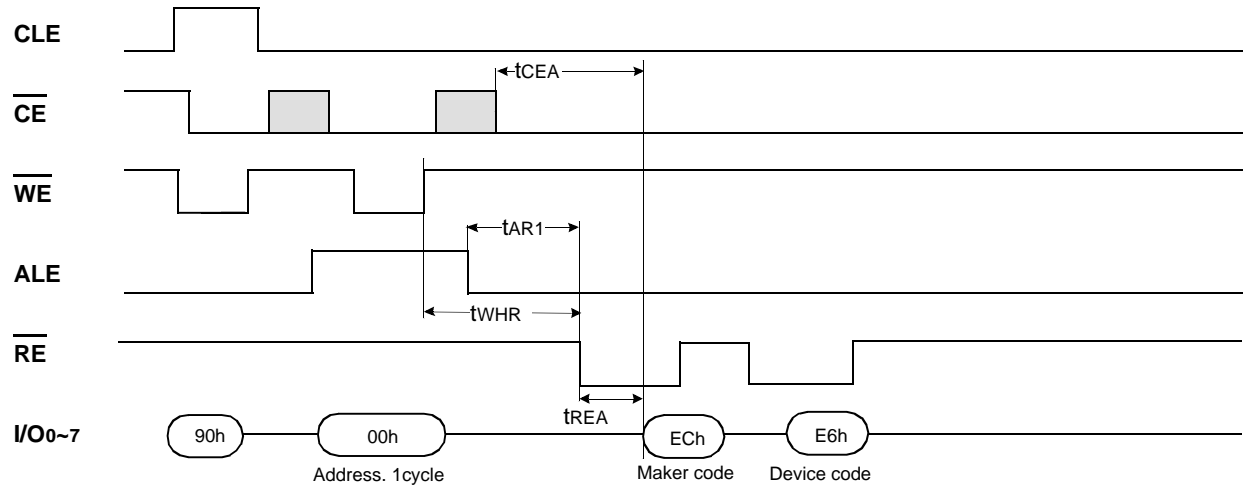 CLE
tCEA
CE
WE
tAR1
ALE
tWHR
RE
tREA
I/O0~7
90h
00h
ECh
E6h
Address. 1cycle
Maker code
Device code